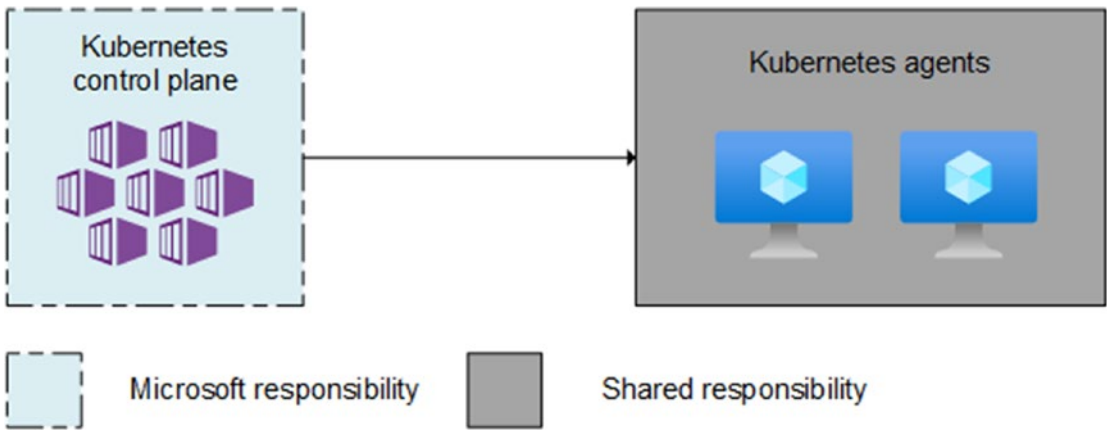 Kubernetes
control plane
Kubernetes agents
Microsoft responsibility
Shared responsibility